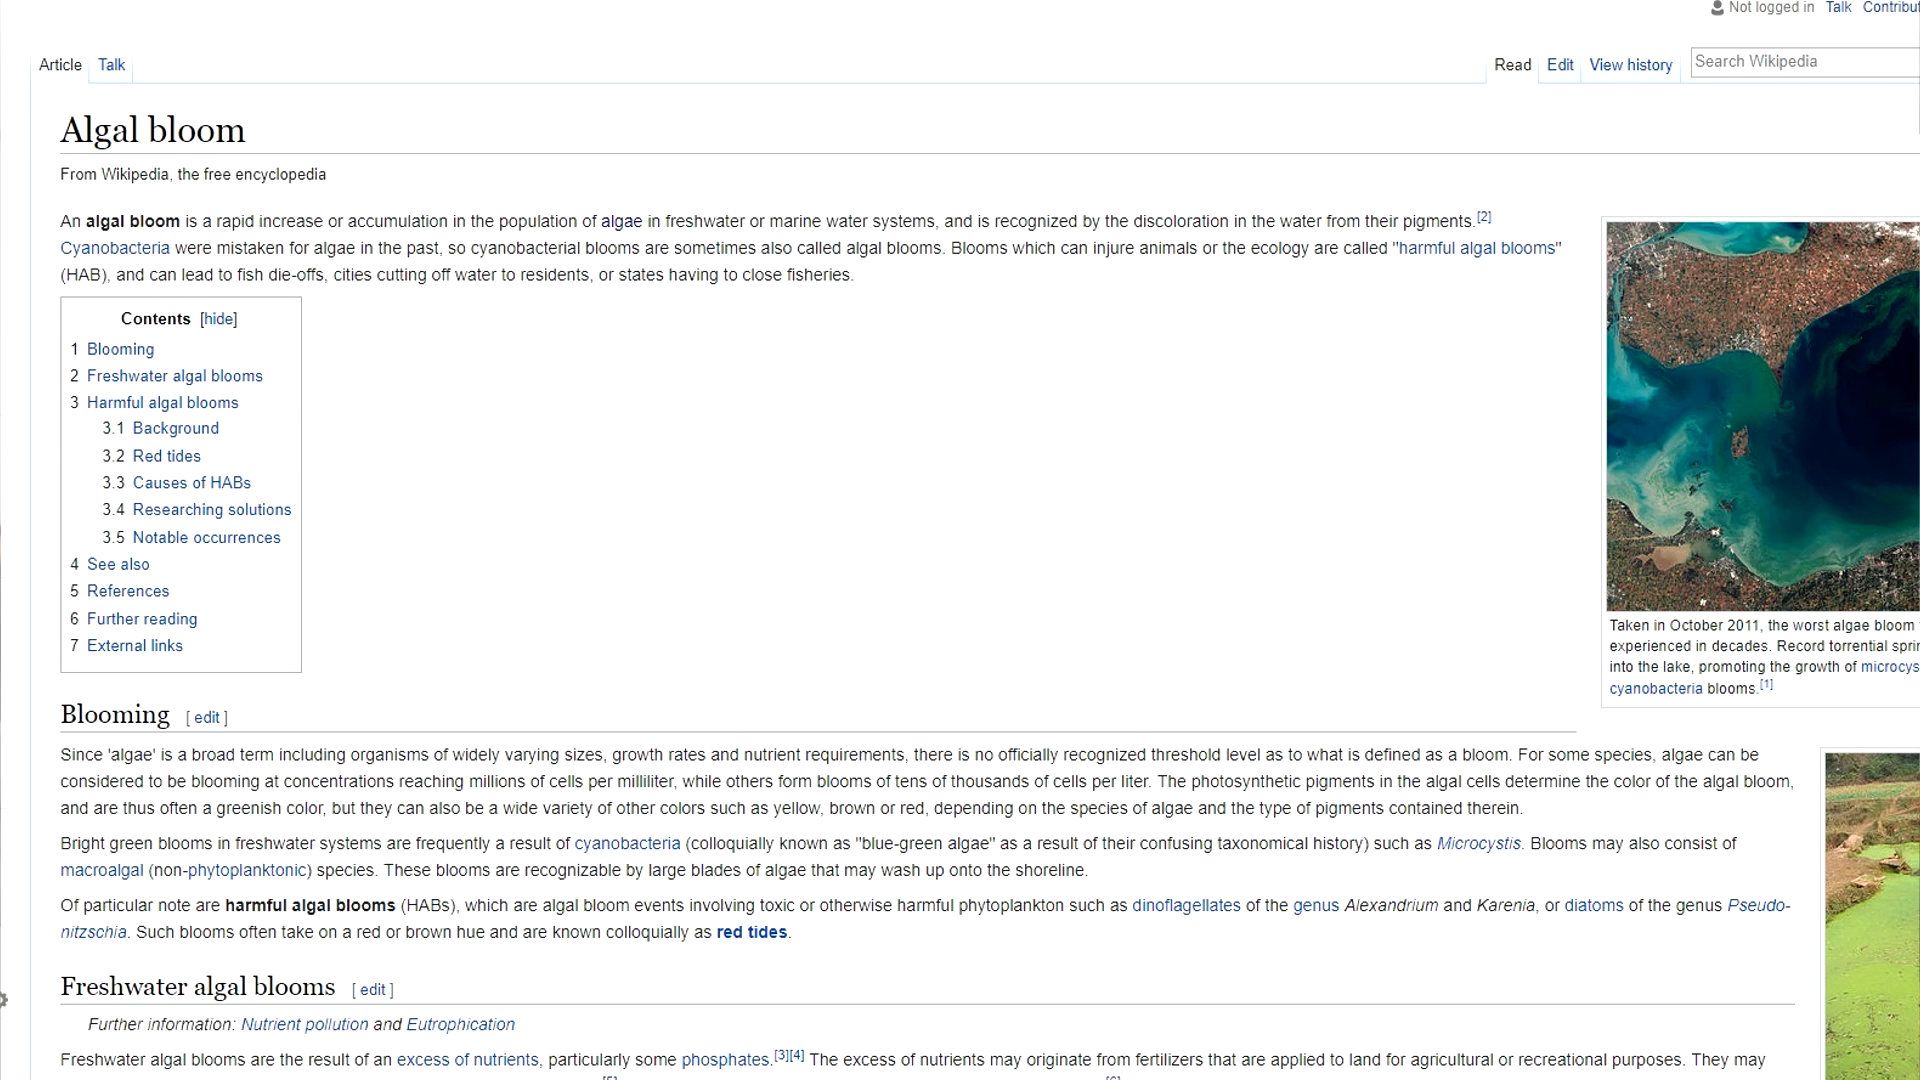 Not logged in Talk
Article Talk
Read Edit View history Search Wikipedia
Algal bloom
From Wikipedia, the free encyclopedia
An algal bloom is a rapid increase or accumulation in the population of algae in freshwater or marine water systems, and is recognized by the discoloration in the water from their pigments.[2]
Cyanobacteria were mistaken for algae in the past, so cyanobacterial blooms are sometimes also called algal blooms. Blooms which can injure animals or the ecology are called "harmful algal blooms"
(HAB), and can lead to fish die-offs, cities cutting off water to residents, or states having to close fisheries.
Contents [hide]
1 Blooming
2 Freshwater algal blooms
3 Harmful algal blooms
3.1 Background
3.2 Red tides
3.3 Causes of HABs
3.4 Researching solutions
3.5 Notable occurrences
4 See also
5 References
6 Further reading
7 External links
Taken in October 2011, the worst algae bloom
experienced in decades. Record torrential
into the lake, promoting the growth of
cyanobacteria blooms.[1]
Blooming [ edit ]
Since 'algae' is a broad term including organisms of widely varying sizes, growth rates and nutrient requirements, there is no officially recognized threshold level as to what is defined as a bloom. For some species, algae can be
considered to be blooming at concentrations reaching millions of cells per milliliter, while others form blooms of tens of thousands of cells per liter. The photosynthetic pigments in the algal cells determine the color of the algal bloom,
and are thus often a greenish color, but they can also be a wide variety of other colors such as yellow, brown or red, depending on the species of algae and the type of pigments contained therein.
Bright green blooms in freshwater systems are frequently a result of cyanobacteria (colloquially known as "blue-green algae" as a result of their confusing taxonomical history) such as Microcystis. Blooms may also consist of
macroalgal (non-phytoplanktonic) species. These blooms are recognizable by large blades of algae that may wash up onto the shoreline.
Of particular note are harmful algal blooms (HABs), which are algal bloom events involving toxic or otherwise harmful phytoplankton such as dinoflagellates of the genus Alexandrium and Karenia, or diatoms of the genus Pseudo-
nitzschia. Such blooms often take on a red or brown hue and are known colloquially as red tides.
Freshwater algal blooms [ edit ]
Further information: Nutrient pollution and Eutrophication
Freshwater algal blooms are the result of an excess of nutrients, particularly some phosphates.[3][4] The excess of nutrients may originate from fertilizers that are applied to land for agricultural or recreational purposes. They may